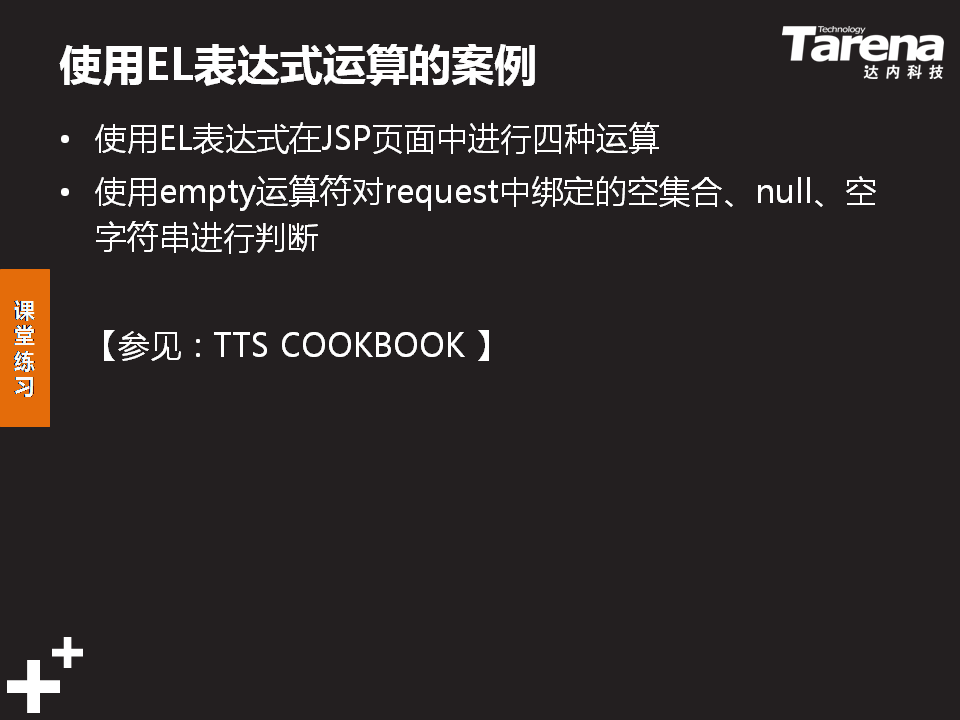 使用EL表达式运算的案例
Technology
Tarena
达内科技
• 使用EL表达式在JSP页面中进行四种运算
• 使用empty运算符对request中绑定的空集合、null、空
字符串进行判断
课堂练习
【参见：TTS COOKBOOK 】